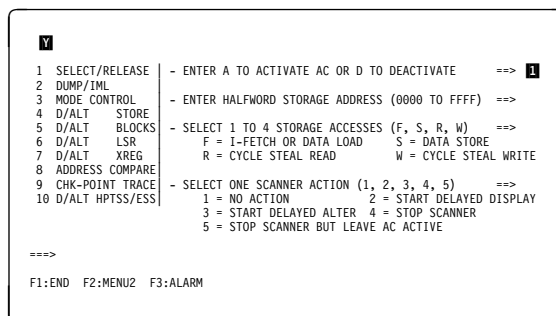 Y
1 SELECT/RELEASE - ENTER A TO ACTIVATE AC OR D TO DEACTIVATE ==> 1
2 DUMP/IML
3 MODE CONTROL - ENTER HALFWORD STORAGE ADDRESS (0000 TO FFFF) ==>
4 D/ALT STORE
5 D/ALT BLOCKS - SELECT 1 TO 4 STORAGE ACCESSES (F, S, R, W) ==>
6 D/ALT LSR F = I-FETCH OR DATA LOAD S = DATA STORE
7 D/ALT XREG R = CYCLE STEAL READ W = CYCLE STEAL WRITE
8 ADDRESS COMPARE
9 CHK-POINT TRACE - SELECT ONE SCANNER ACTION (1, 2, 3, 4, 5) ==>
10 D/ALT HPTSS/ESS 1 = NO ACTION 2 = START DELAYED DISPLAY
3 = START DELAYED ALTER 4 = STOP SCANNER
5 = STOP SCANNER BUT LEAVE AC ACTIVE
===>
F1:END F2:MENU2 F3:ALARM